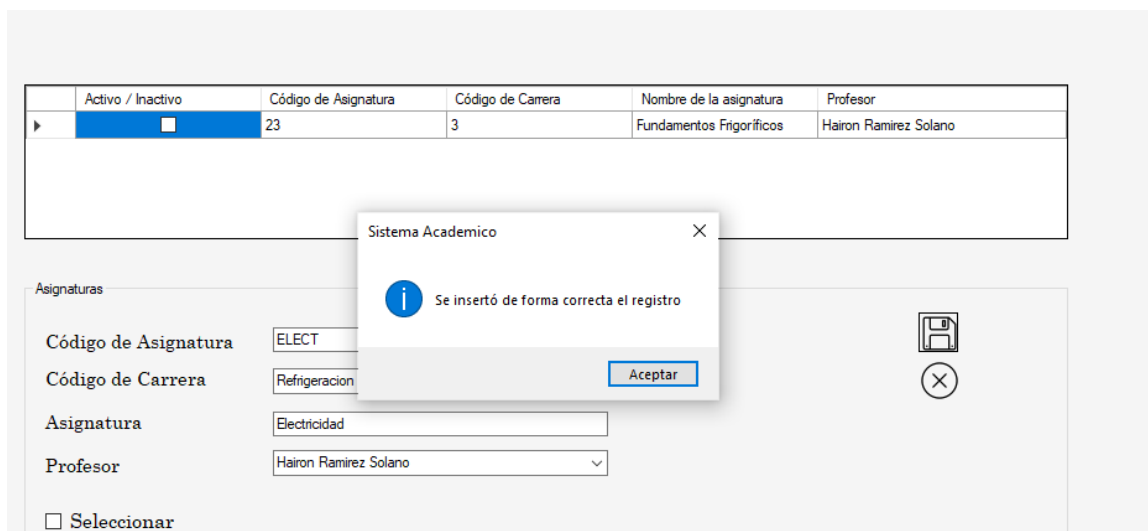 Activo / Inactivo Código de Asignatura Código de Carrera Nombre de la asignatura Profesor
23 3 Fundamentos Frigoríficos Hairon Ramirez Solano
Sistema Academico
Se insertó de forma correcta el registro
Aceptar
Asignaturas
Código de Asignatura ELECT
Código de Carrera Refrigeracion
Asignatura Electricidad
Profesor Hairon Ramirez Solano
Seleccionar